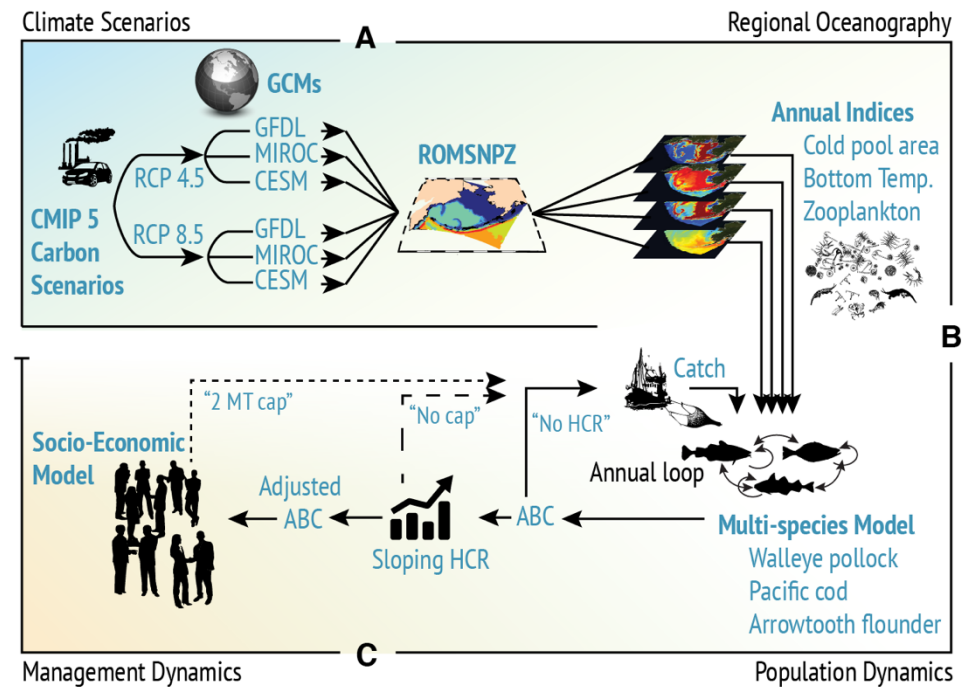 Climate Scenarios
A
Regional Oceanography
GCMs
GFDL
MIROC
CESM
RCP 4.5
CMIP 5
Carbon
Scenarios
RCP 8.5
GFDL
MIROC
CESM
ROMSNPZ
Annual Indices
Cold pool area
Bottom Temp.
Zooplankton
B
Catch
"2 MT cap"
"No cap"
"No HCR"
Socio-Economic
Model
Annual loop
Adjusted
ABC
ABC
Sloping HCR
Multi-species Model
Walleye pollock
Pacific cod
Arrowtooth flounder
Management Dynamics
C
Population Dynamics